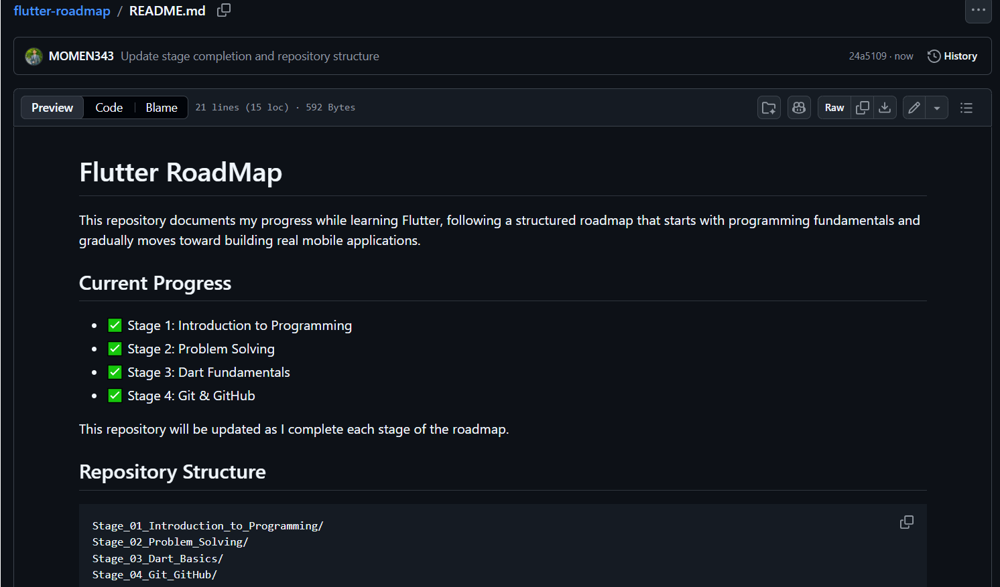 flutter-roadmap / README.md
MOMEN343 Update stage completion and repository structure 24a5109 · now History
Preview Code Blame 21 lines (15 loc) · 592 Bytes Raw
Flutter RoadMap
This repository documents my progress while learning Flutter, following a structured roadmap that starts with programming fundamentals and
gradually moves toward building real mobile applications.
Current Progress
• ✅ Stage 1: Introduction to Programming
• ✅ Stage 2: Problem Solving
• ✅ Stage 3: Dart Fundamentals
• ✅ Stage 4: Git & GitHub
This repository will be updated as I complete each stage of the roadmap.
Repository Structure
Stage_01_Introduction_to_Programming/
Stage_02_Problem_Solving/
Stage_03_Dart_Basics/
Stage_04_Git_GitHub/